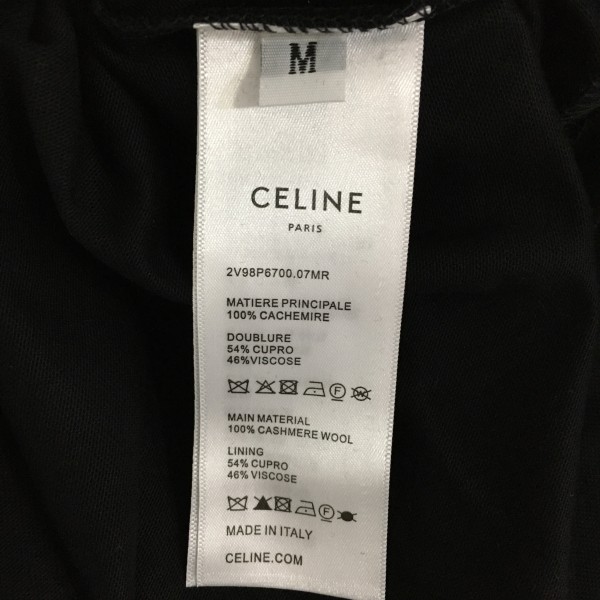 M
CELINE
PARIS
2V98P6700.07MR
MATIERE PRINCIPALE
100% CACHEMIRE
DOUBLURE
54% CUPRO
46%VISCOSE
F W
MAIN MATERIAL
100% CASHMERE WOOL
LINING
54% CUPRO
46% VISCOSE
F
MADE IN ITALY
CELINE.COM